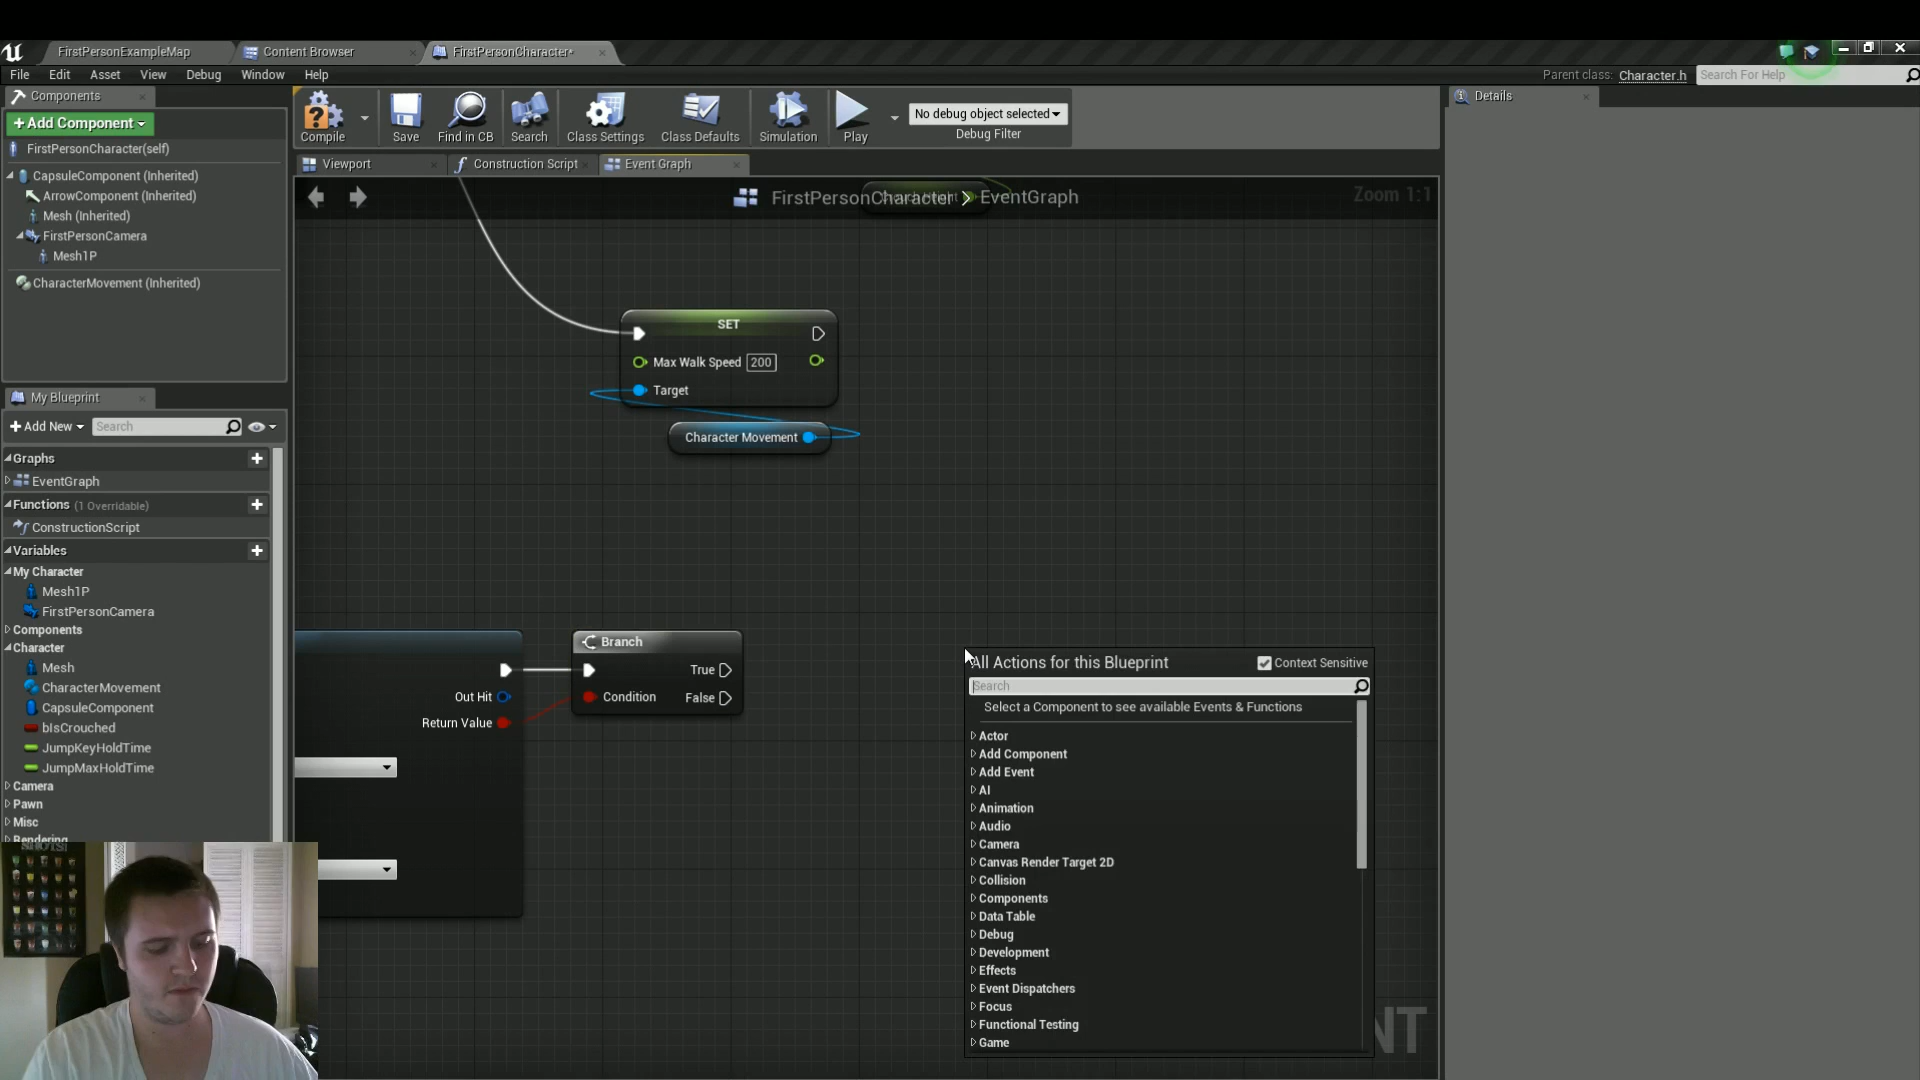 FirstPersonExampleMap
Content Browser
FirstPersonCharacter*
File Edit Asset View Debug Window Help
Parent class: Character.h
Search For Help
Components
+Add Component
FirstPersonCharacter(self)
CapsuleComponent (Inherited)
ArrowComponent (Inherited)
Mesh (Inherited)
FirstPersonCamera
Mesh1P
CharacterMovement (Inherited)
Compile
Save
Find in CB
Search
Class Settings
Class Defaults
Simulation
Play
No debug object selected
Debug Filter
Viewport
Construction Script
Event Graph
FirstPersonCharacter > EventGraph
Zoom 1:1
My Blueprint
+Add New
Search
Graphs
EventGraph
Functions (1 Overridable)
ConstructionScript
Variables
My Character
Mesh1P
FirstPersonCamera
Components
Character
Mesh
CharacterMovement
CapsuleComponent
bIsCrouched
JumpKeyHoldTime
JumpMaxHoldTime
Camera
Pawn
Misc
Rendering
SET
Max Walk Speed 200
Target
Character Movement
Out Hit
Return Value
Branch
True
Condition
False
All Actions for this Blueprint
Context Sensitive
Search
Select a Component to see available Events & Functions
Actor
Add Component
Add Event
AI
Animation
Audio
Camera
Canvas Render Target 2D
Collision
Components
Data Table
Debug
Development
Effects
Event Dispatchers
Focus
Functional Testing
Game
Details